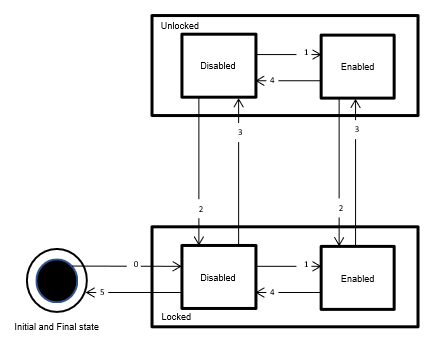 Unlocked
Disabled
1
Enabled
4
3
3
2
2
0
Disabled
1
Enabled
5
4
Locked
Initial and Final state